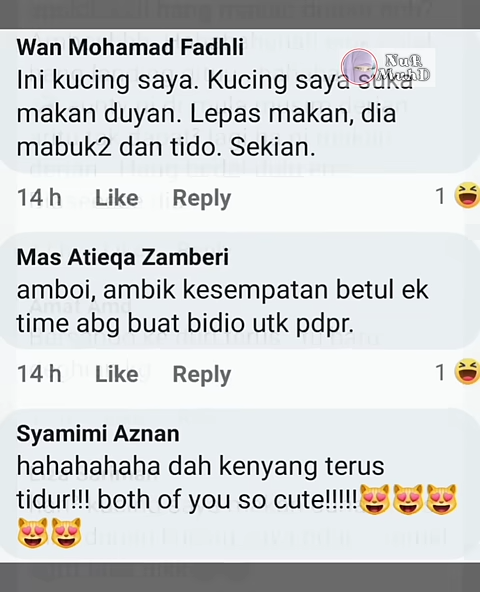 Wan Mohamad Fadhli
Ini kucing saya. Kucing saya suka
makan duyan. Lepas makan, dia
mabuk2 dan tido. Sekian.
14 h Like Reply 1
Mas Atieqa Zamberi
amboi, ambik kesempatan betul ek
time abg buat bidio utk pdpr.
14 h Like Reply 1
Syamimi Aznan
hahahahaha dah kenyang terus
tidur!!! both of you so cute!!!!!😻😻😻
😻😻